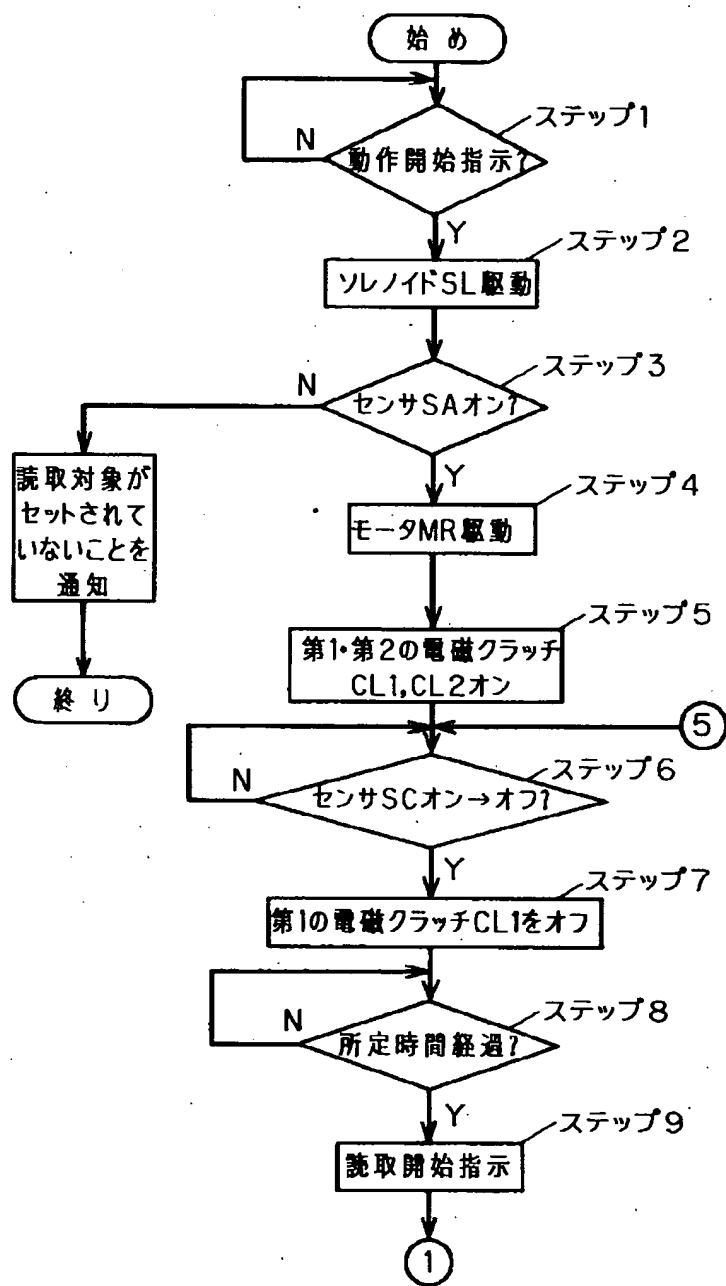 始め
ステップ1
動作開始指示?
N
Y
ステップ2
ソレノイドSL駆動
ステップ3
センサSAオン?
N
Y
読取対象が
セットされて
いないことを
通知
終り
ステップ4
モータMR駆動
ステップ5
第1・第2の電磁クラッチ
CL1,CL2オン
5
ステップ6
センサSCオン→オフ?
N
Y
ステップ7
第1の電磁クラッチCL1をオフ
ステップ8
所定時間経過?
N
Y
ステップ9
読取開始指示
1